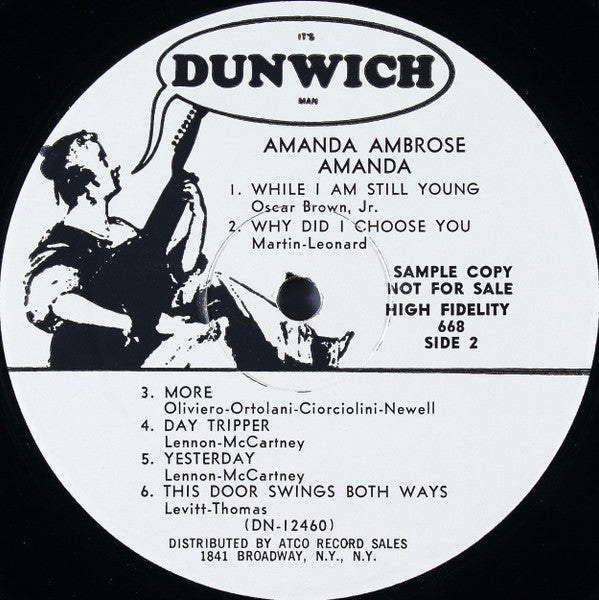 IT'S
DUNWICH
MAN
AMANDA AMBROSE
AMANDA
1. WHILE I AM STILL YOUNG
Oscar Brown, Jr.
2. WHY DID I CHOOSE YOU
Martin-Leonard
SAMPLE COPY
NOT FOR SALE
HIGH FIDELITY
668
SIDE 2
3. MORE
Oliviero-Ortolani-Ciorciolini-Newell
4. DAY TRIPPER
Lennon-McCartney
5. YESTERDAY
Lennon-McCartney
6. THIS DOOR SWINGS BOTH WAYS
Levitt-Thomas
(DN-12460)
DISTRIBUTED BY ATCO RECORD SALES
1841 BROADWAY, N.Y., N.Y.